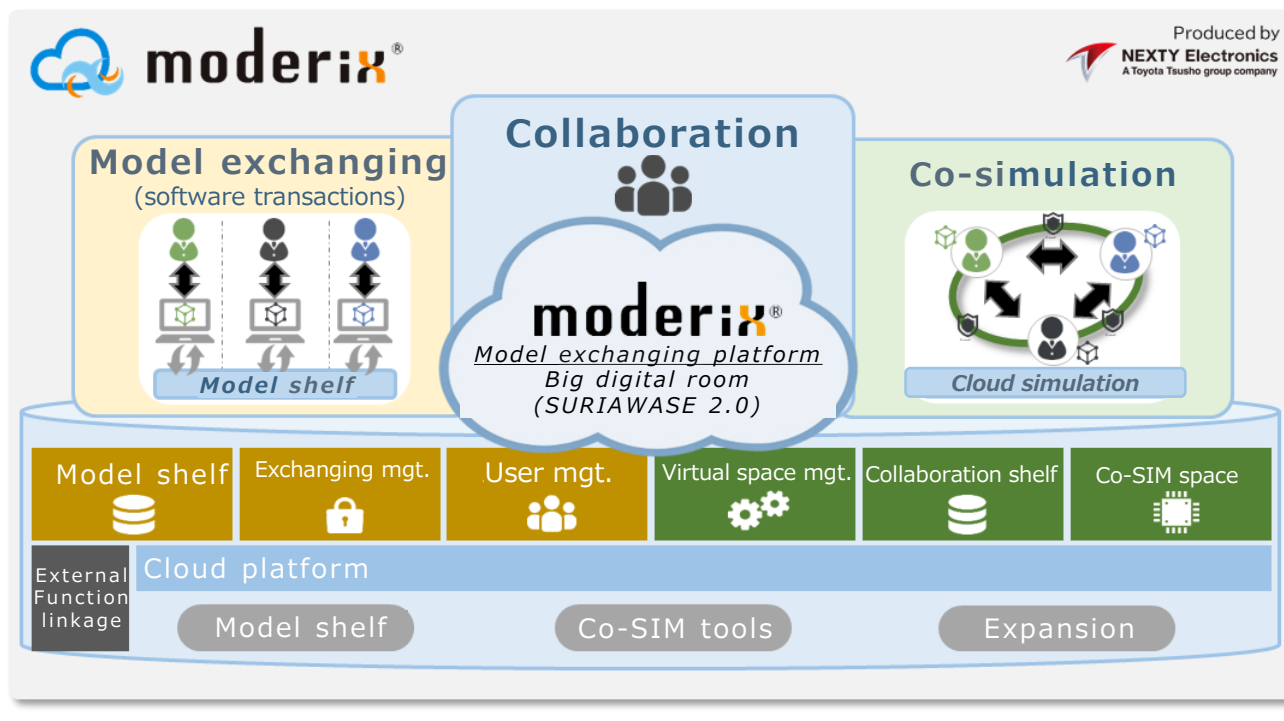 moderix®
Produced by
NEXTY Electronics
A Toyota Tsusho group company
Collaboration
Model exchanging
(software transactions)
Co-simulation
moderix®
Model exchanging platform
Big digital room
(SURIAWASE 2.0)
Model shelf
Cloud simulation
Model shelf
Exchanging mgt.
User mgt.
Virtual space mgt.
Collaboration shelf
Co-SIM space
External
Function
linkage
Cloud platform
Model shelf
Co-SIM tools
Expansion